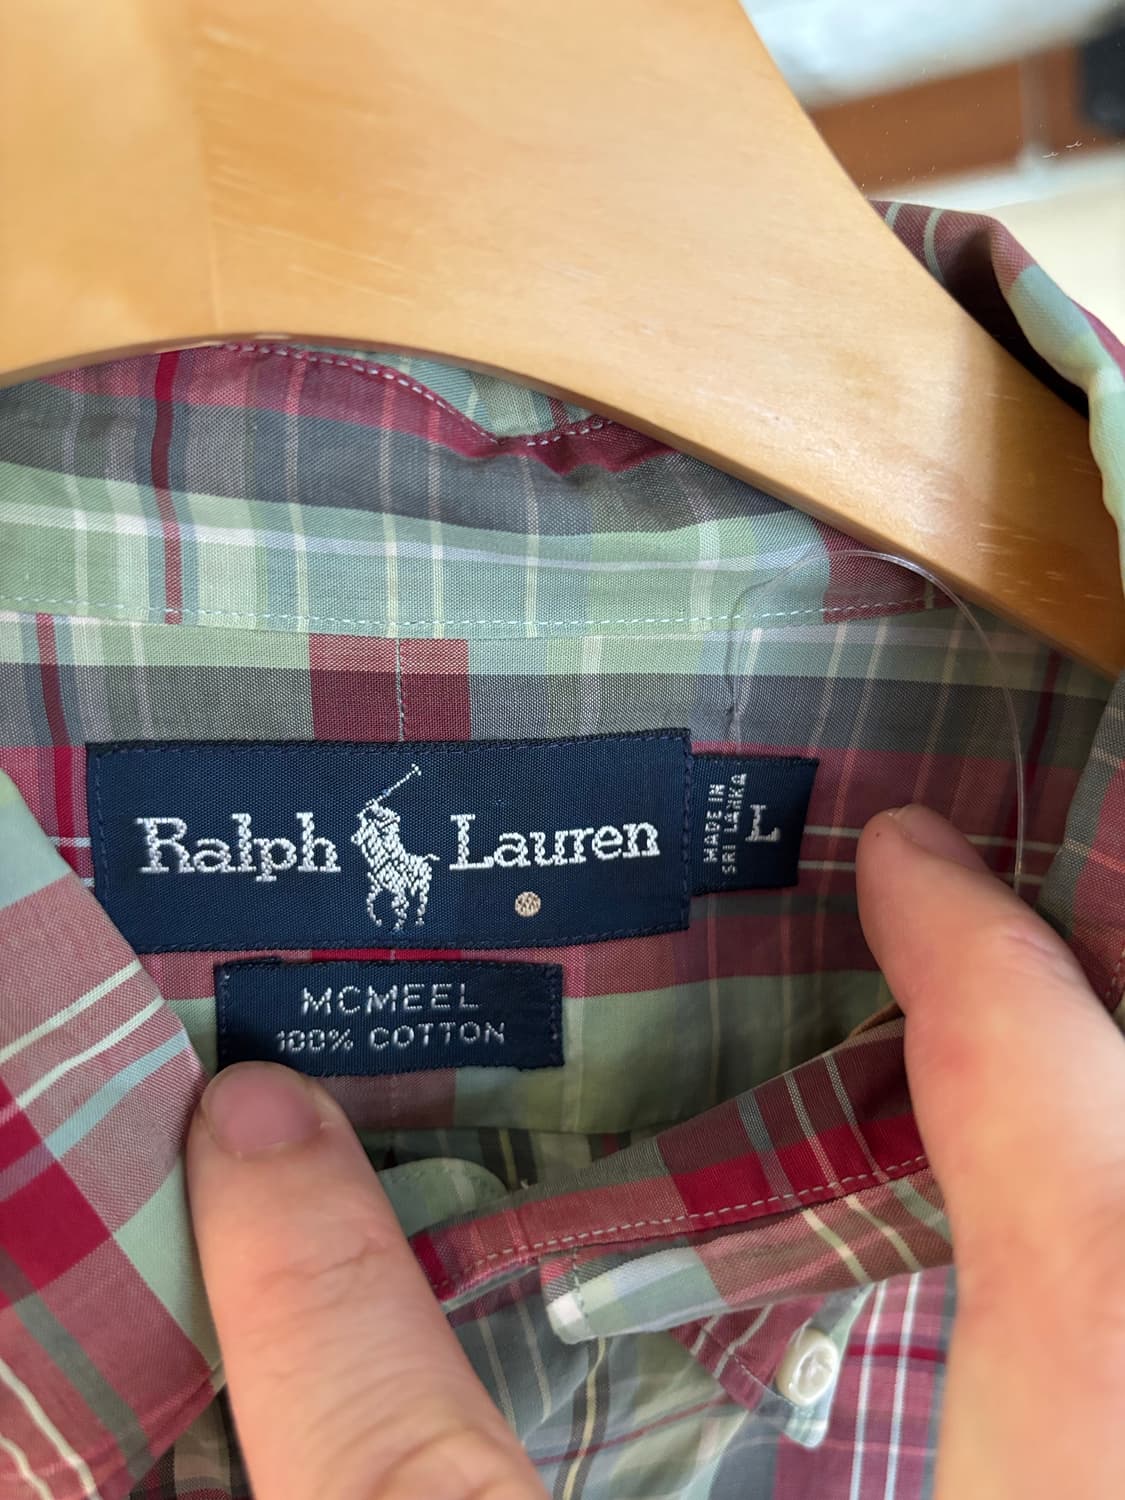 Ralph Lauren
MADE IN
SRI LANKA
L
MCMEEL
100% COTTON